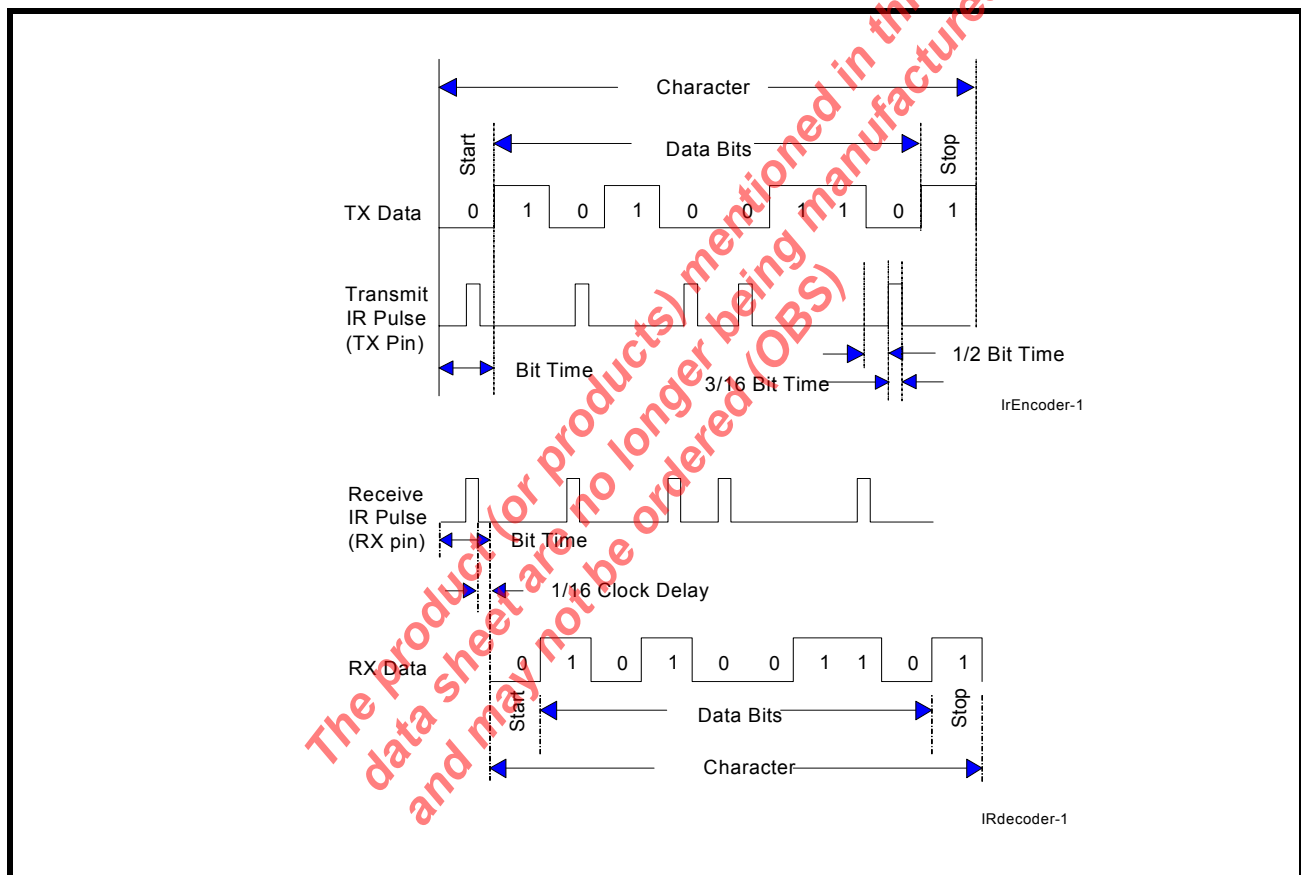 Character
Start
Data Bits
Stop
TX Data
0 1 0 1 0 0 1 1 0 1
Transmit
IR Pulse
(TX Pin)
Bit Time
1/2 Bit Time
3/16 Bit Time
IrEncoder-1
Receive
IR Pulse
(RX pin)
Bit Time
1/16 Clock Delay
RX Data
0 1 0 1 0 0 1 1 0 1
Start
Data Bits
Stop
Character
IRdecoder-1
The product (or products) mentioned in
data sheet are no longer being manufacture
and may not be ordered (OBS)